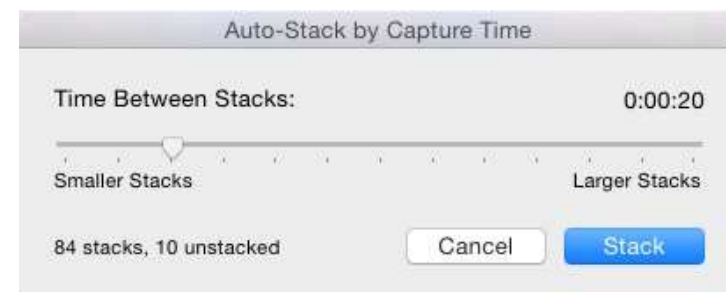 Auto-Stack by Capture Time
Time Between Stacks: 0:00:20
Smaller Stacks Larger Stacks
84 stacks, 10 unstacked Cancel Stack